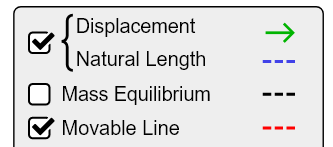 Displacement
Natural Length
Mass Equilibrium
Movable Line